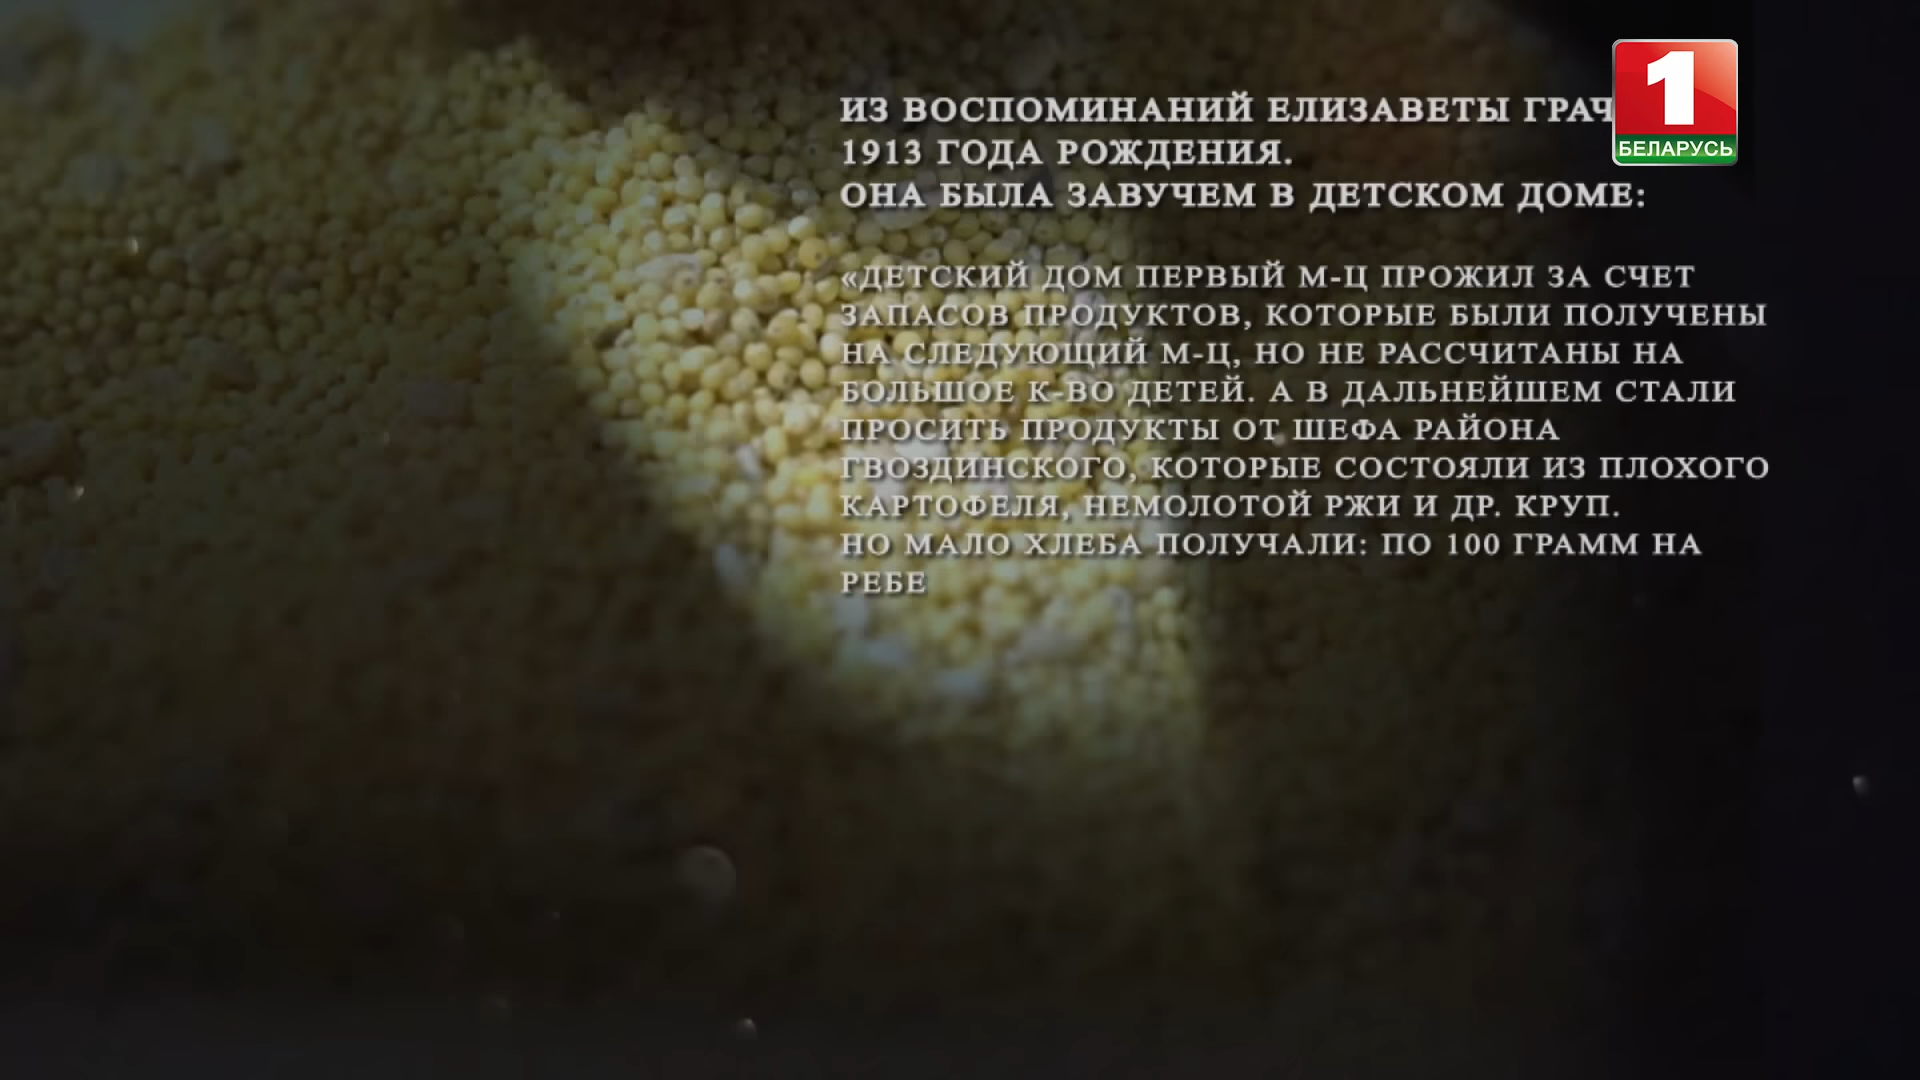 ИЗ ВОСПОМИНАНИЙ ЕЛИЗАВЕТЫ
1913 ГОДА РОЖДЕНИЯ.
ОНА БЫЛА ЗАВУЧЕМ В ДЕТСКОМ ДОМЕ:
«ДЕТСКИЙ ДОМ ПЕРВЫЙ М-Ц ПРОЖИЛ ЗА СЧЕТ
ЗАПАСОВ ПРОДУКТОВ, КОТОРЫЕ БЫЛИ ПОЛУЧЕНЫ
НА СЛЕДУЮЩИЙ М-Ц, НО НЕ РАССЧИТАНЫ НА
БОЛЬШОЕ К-ВО ДЕТЕЙ. А В ДАЛЬНЕЙШЕМ СТАЛИ
ПРОСИТЬ ПРОДУКТЫ ОТ ШЕФА РАЙОНА
ГВОЗДИНСКОГО, КОТОРЫЕ СОСТОЯЛИ ИЗ ПЛОХОГО
КАРТОФЕЛЯ, НЕМОЛОТОЙ РЖИ И ДР. КРУП.
НО МАЛО ХЛЕБА ПОЛУЧАЛИ: ПО 100 ГРАММ НА
РЕБЕ
1
БЕЛАРУСЬ